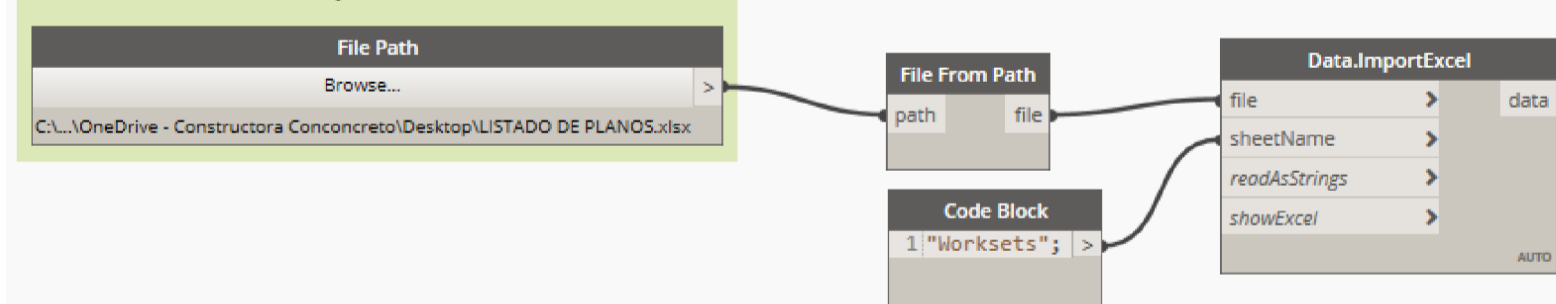 File Path
Browse...
>
C:\...\OneDrive - Constructora Conconcreto\Desktop\LISTADO DE PLANOS.xlsx
File From Path
path file
Code Block
1 "Worksets"; >
Data.ImportExcel
file > data
sheetName >
readAsStrings >
showExcel >
AUTO